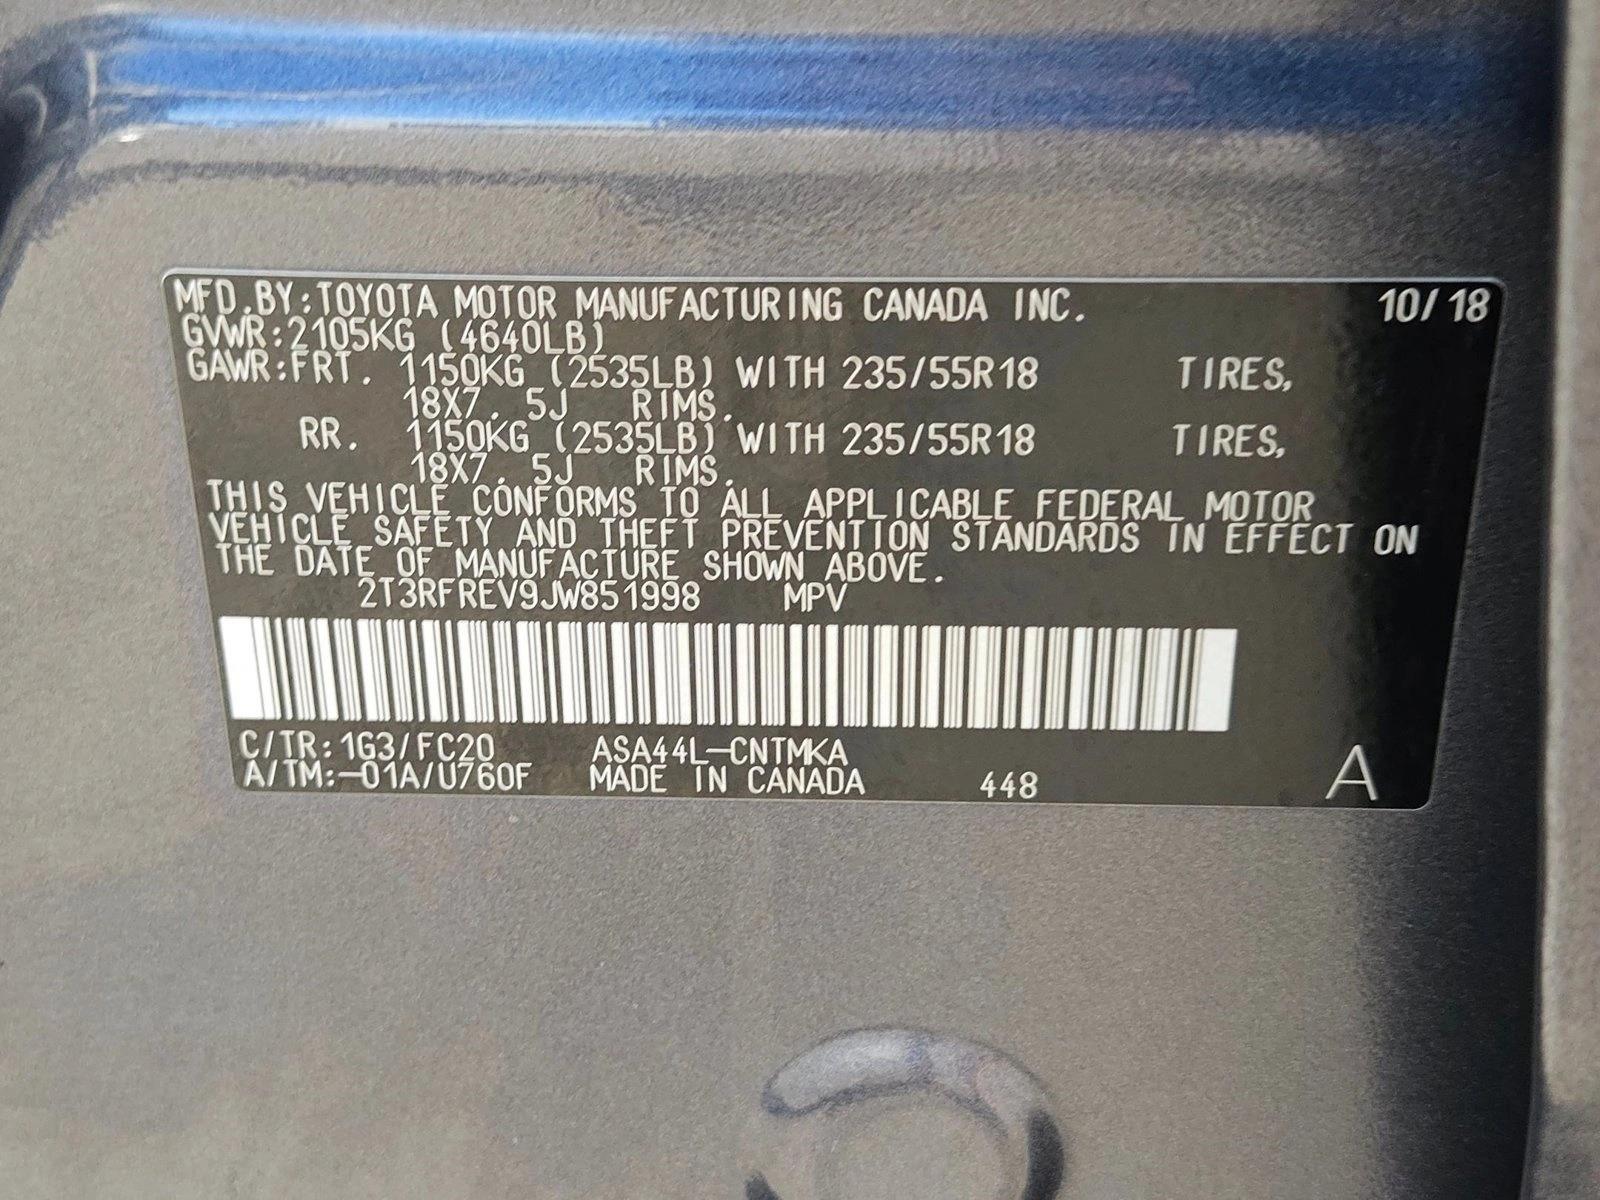 MFD.BY:TOYOTA MOTOR MANUFACTURING CANADA INC. 10/18
GVWR:2105KG (4640LB)
GAWR:FRT. 1150KG (2535LB) WITH 235/55R18 TIRES,
18X7.5J RIMS.
RR. 1150KG (2535LB) WITH 235/55R18 TIRES,
18X7.5J RIMS.
THIS VEHICLE CONFORMS TO ALL APPLICABLE FEDERAL MOTOR
VEHICLE SAFETY AND THEFT PREVENTION STANDARDS IN EFFECT ON
THE DATE OF MANUFACTURE SHOWN ABOVE.
2T3RFREV9JW851998 MPV
C/TR:1G3/FC20 ASA44L-CNTMKA
A/TM:-01A/U760F MADE IN CANADA 448 A